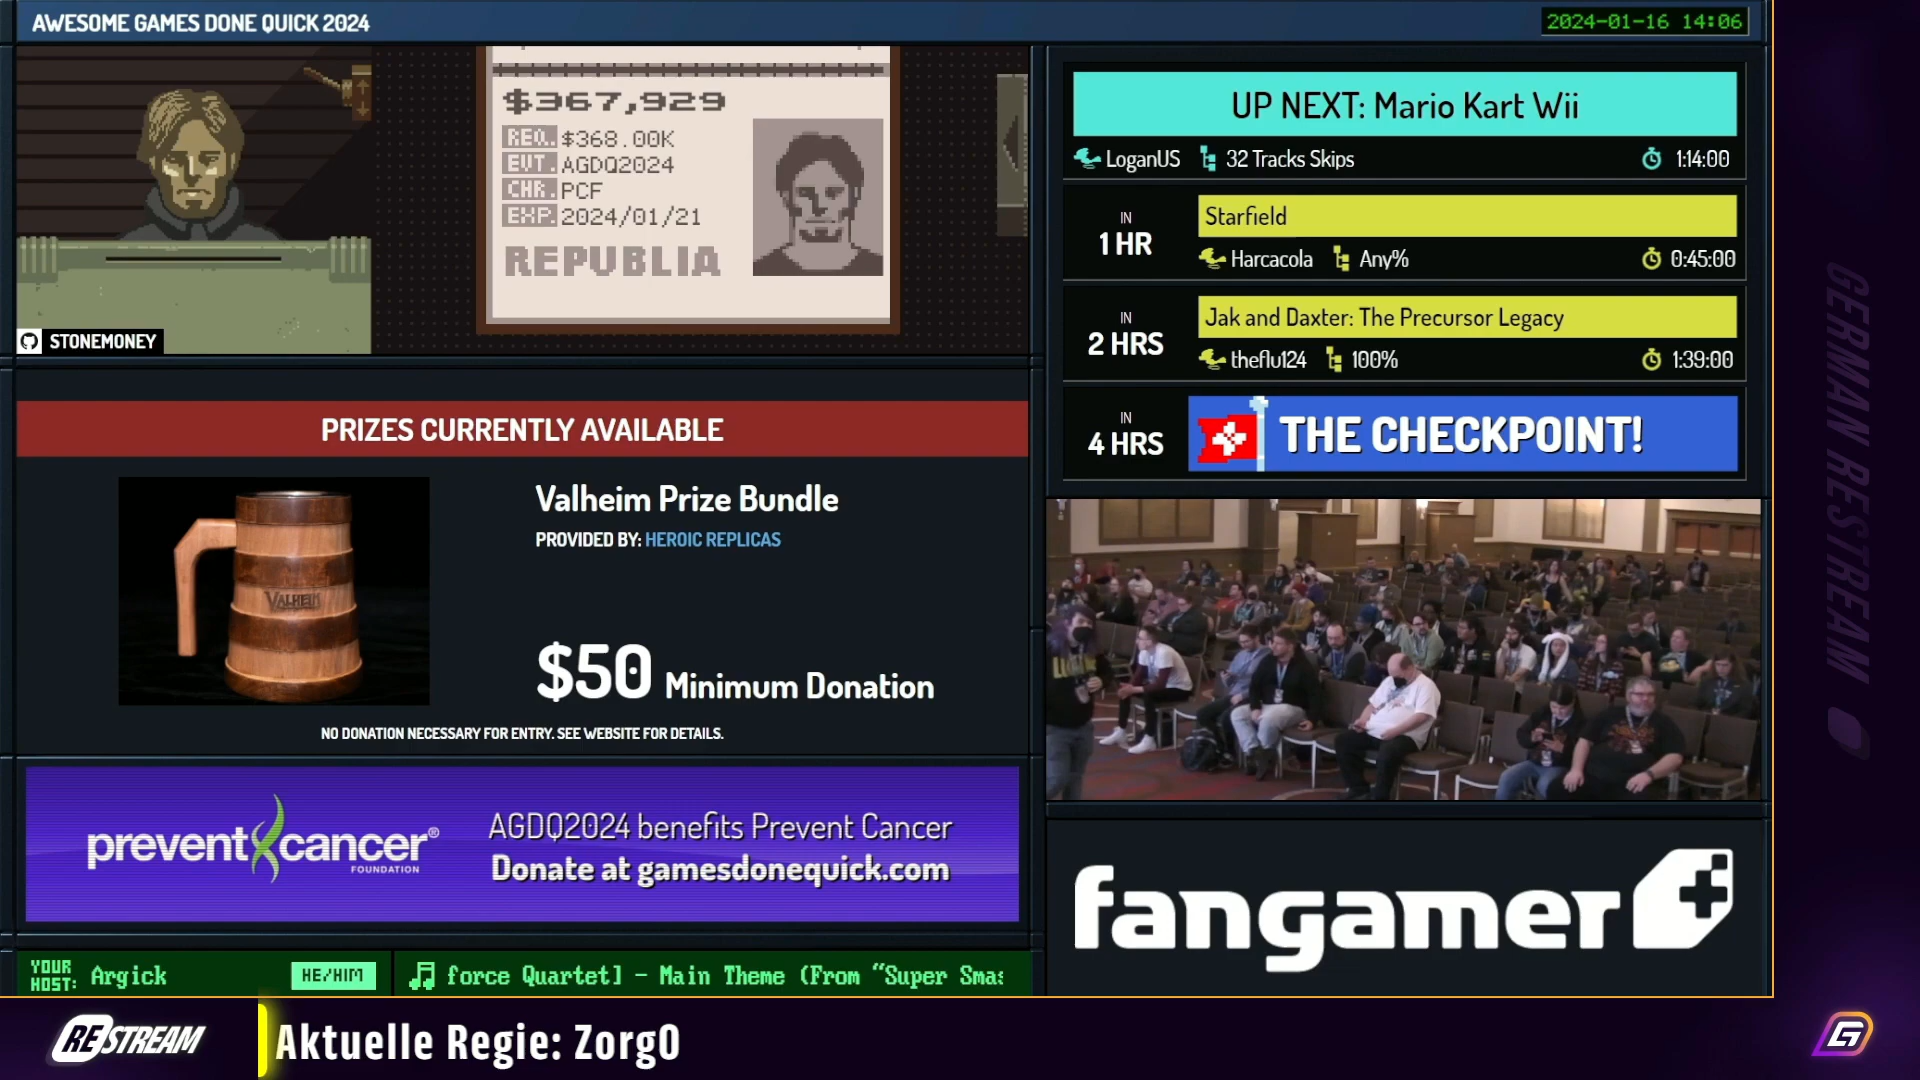 AWESOME GAMES DONE QUICK 2024
2024-01-16 14:06
$367,929
REQ. $368.00K
EVT. AGDQ2024
CHR. PCF
EXP. 2024/01/21
REPUBLIA
STONEMONEY
UP NEXT: Mario Kart Wii
LoganUS 32 Tracks Skips 1:14:00
IN 1 HR
Starfield
Harcacola Any% 0:45:00
IN 2 HRS
Jak and Daxter: The Precursor Legacy
theflu124 100% 1:39:00
IN 4 HRS
THE CHECKPOINT!
PRIZES CURRENTLY AVAILABLE
VALHEIM
Valheim Prize Bundle
PROVIDED BY: HEROIC REPLICAS
$50 Minimum Donation
NO DONATION NECESSARY FOR ENTRY. SEE WEBSITE FOR DETAILS.
prevent cancer®
FOUNDATION
AGDQ2024 benefits Prevent Cancer
Donate at gamesdonequick.com
fangamer
YOUR HOST: Argick HE/HIM
force Quartet] - Main Theme (From "Super Smas
RESTREAM
Aktuelle Regie: Zorg0
GERMAN RESTREAM
G